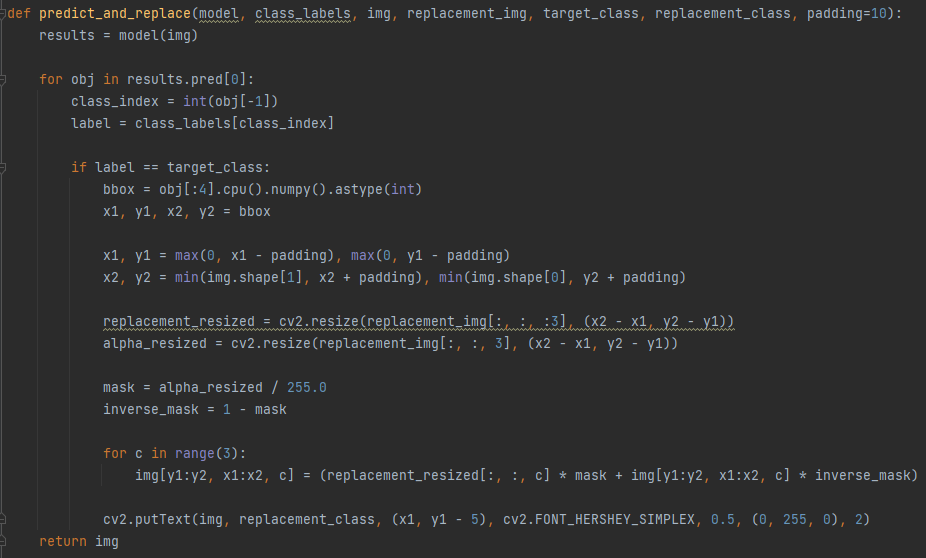 def predict_and_replace(model, class_labels, img, replacement_img, target_class, replacement_class, padding=10):
    results = model(img)

    for obj in results.pred[0]:
        class_index = int(obj[-1])
        label = class_labels[class_index]

        if label == target_class:
            bbox = obj[:4].cpu().numpy().astype(int)
            x1, y1, x2, y2 = bbox

            x1, y1 = max(0, x1 - padding), max(0, y1 - padding)
            x2, y2 = min(img.shape[1], x2 + padding), min(img.shape[0], y2 + padding)

            replacement_resized = cv2.resize(replacement_img[:, :, :3], (x2 - x1, y2 - y1))
            alpha_resized = cv2.resize(replacement_img[:, :, 3], (x2 - x1, y2 - y1))

            mask = alpha_resized / 255.0
            inverse_mask = 1 - mask

            for c in range(3):
                img[y1:y2, x1:x2, c] = (replacement_resized[:, :, c] * mask + img[y1:y2, x1:x2, c] * inverse_mask)

            cv2.putText(img, replacement_class, (x1, y1 - 5), cv2.FONT_HERSHEY_SIMPLEX, 0.5, (0, 255, 0), 2)
    return img